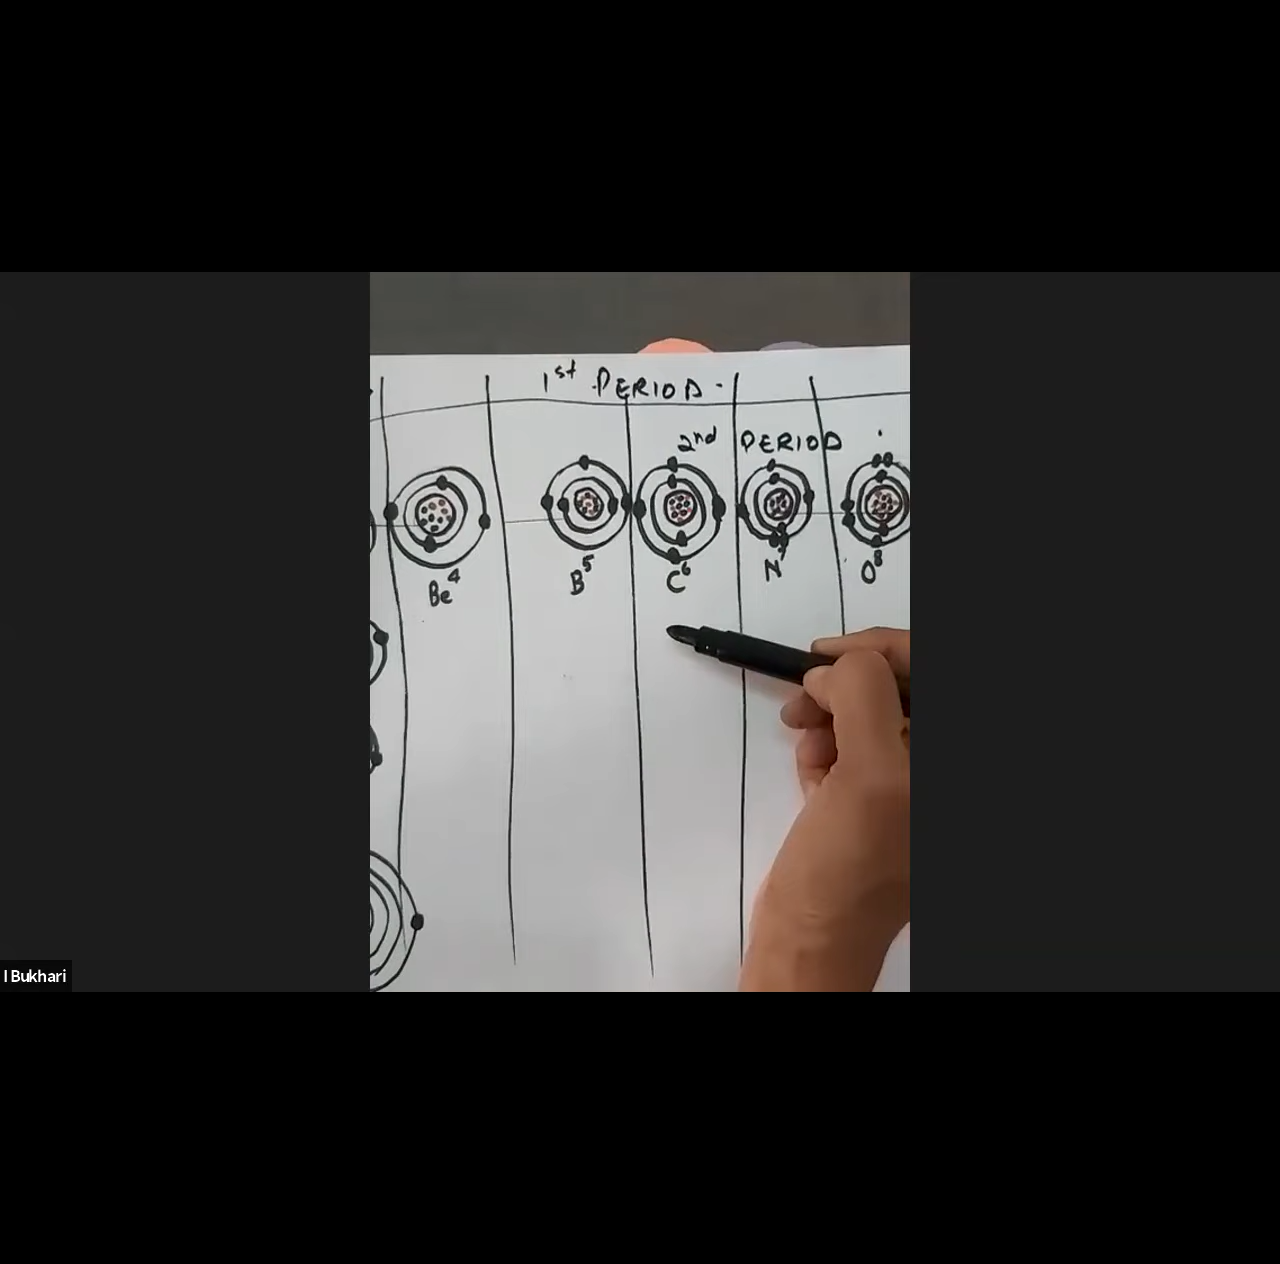 1st PERIOD.
2nd PERIOD
Be4
B5
C6
N7
O8
I Bukhari